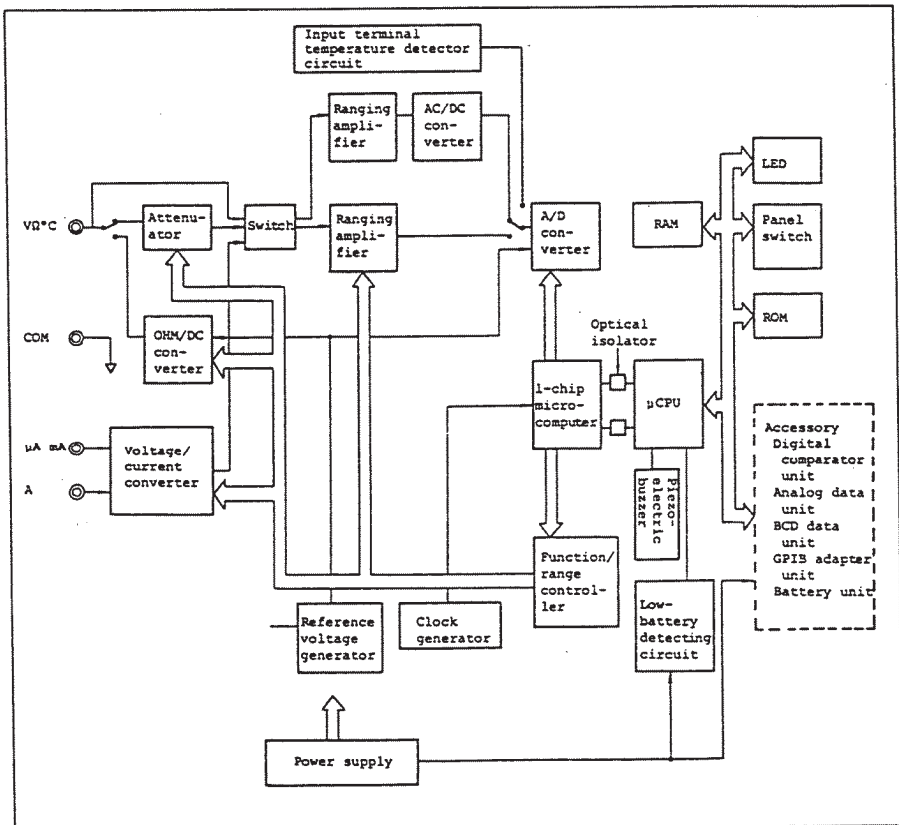 Input terminal
temperature detector
circuit
Ranging
ampli-
fier
AC/DC
con-
verter
LED
VΩ°C
Attenu-
ator
Switch
Ranging
ampli-
fier
A/D
con-
verter
RAM
Panel
switch
ROM
COM
OHM/DC
con-
verter
Optical
isolator
1-chip
micro-
computer
μCPU
μA mA
A
Voltage/
current
converter
Piezo-
electric
buzzer
Accessory
Digital
comparator
unit
Analog data
unit
BCD data
unit
GPIB adapter
unit
Battery unit
Function/
range
control-
ler
Reference
voltage
generator
Clock
generator
Low-
battery
detecting
circuit
Power supply